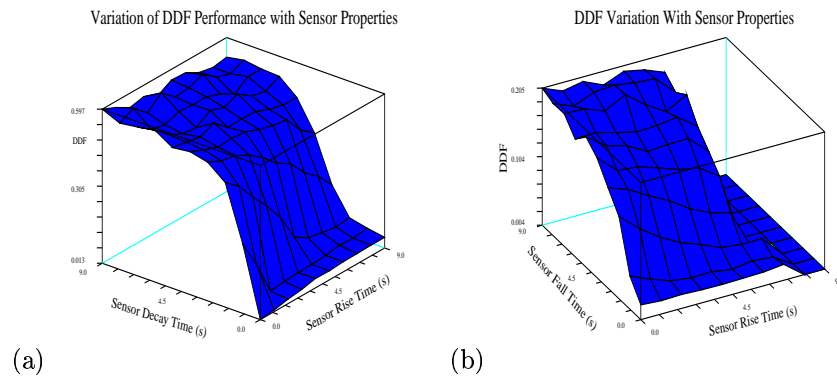 Variation of DDF Performance with Sensor Properties
0.597
DDF
0.305
0.013
9.0
4.5
0.0
Sensor Decay Time (s)
0.0
4.5
9.0
Sensor Rise Time (s)
(a)
DDF Variation With Sensor Properties
0.205
0.104
0.004
DDF
9.0
4.5
0.0
Sensor Fall Time (s)
0.0
4.5
9
Sensor Rise Time (s)
(b)